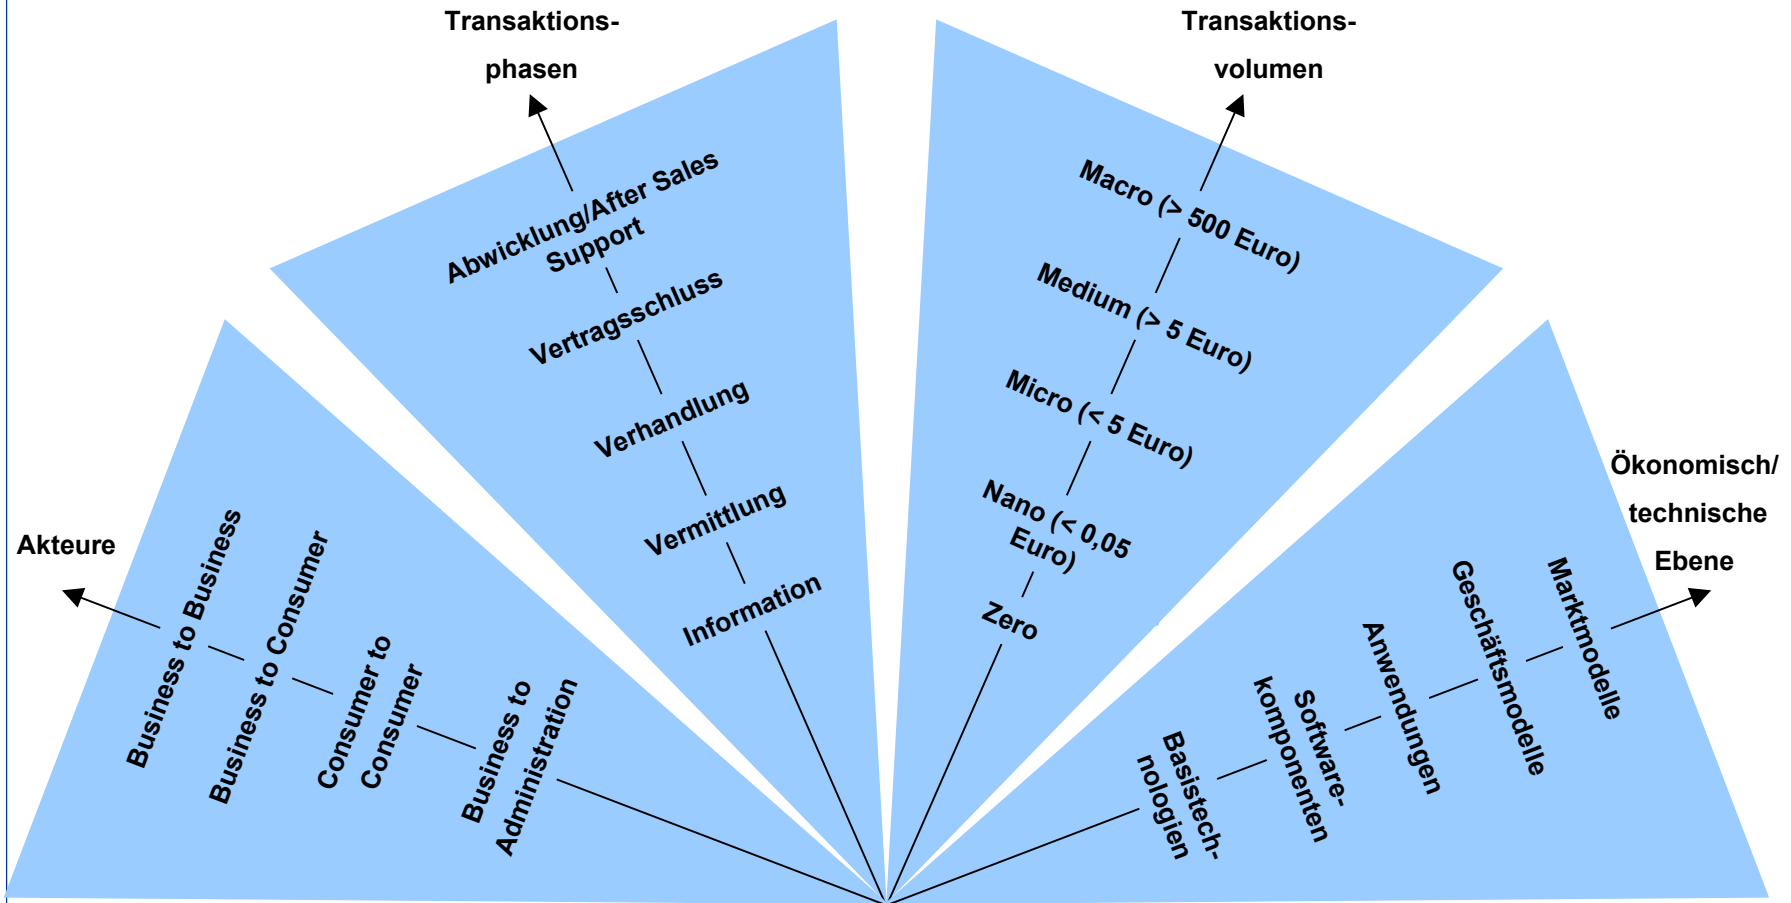 Transaktions-
phasen
Transaktions-
volumen
Akteure
Ökonomisch/
technische
Ebene
Business to Business
Business to Consumer
Consumer to
Consumer
Business to
Administration
Abwicklung/After Sales
Support
Vertragsschluss
Verhandlung
Vermittlung
Information
Macro (> 500 Euro)
Medium (> 5 Euro)
Micro (< 5 Euro)
Nano (< 0,05
Euro)
Zero
Basistech-
nologien
Software-
komponenten
Anwendungen
Geschäftsmodelle
Marktmodelle